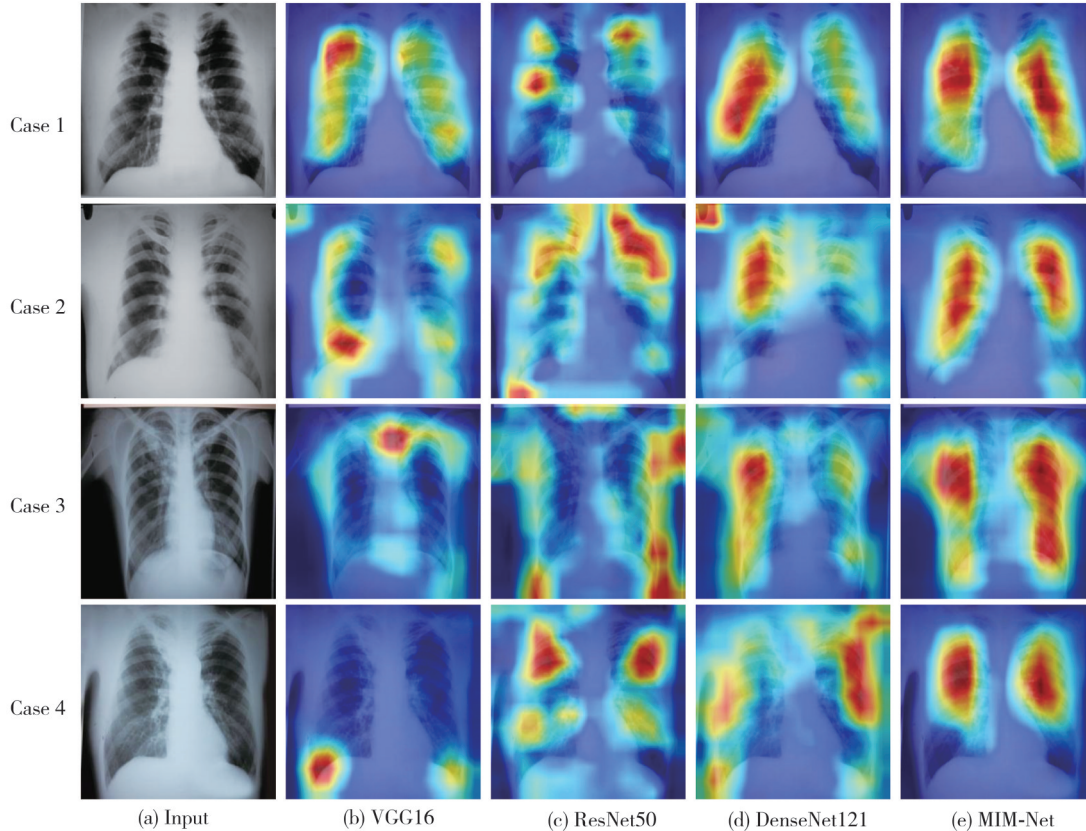 Case 1
Case 2
Case 3
Case 4
(a) Input (b) VGG16 (c) ResNet50 (d) DenseNet121 (e) MIM-Net